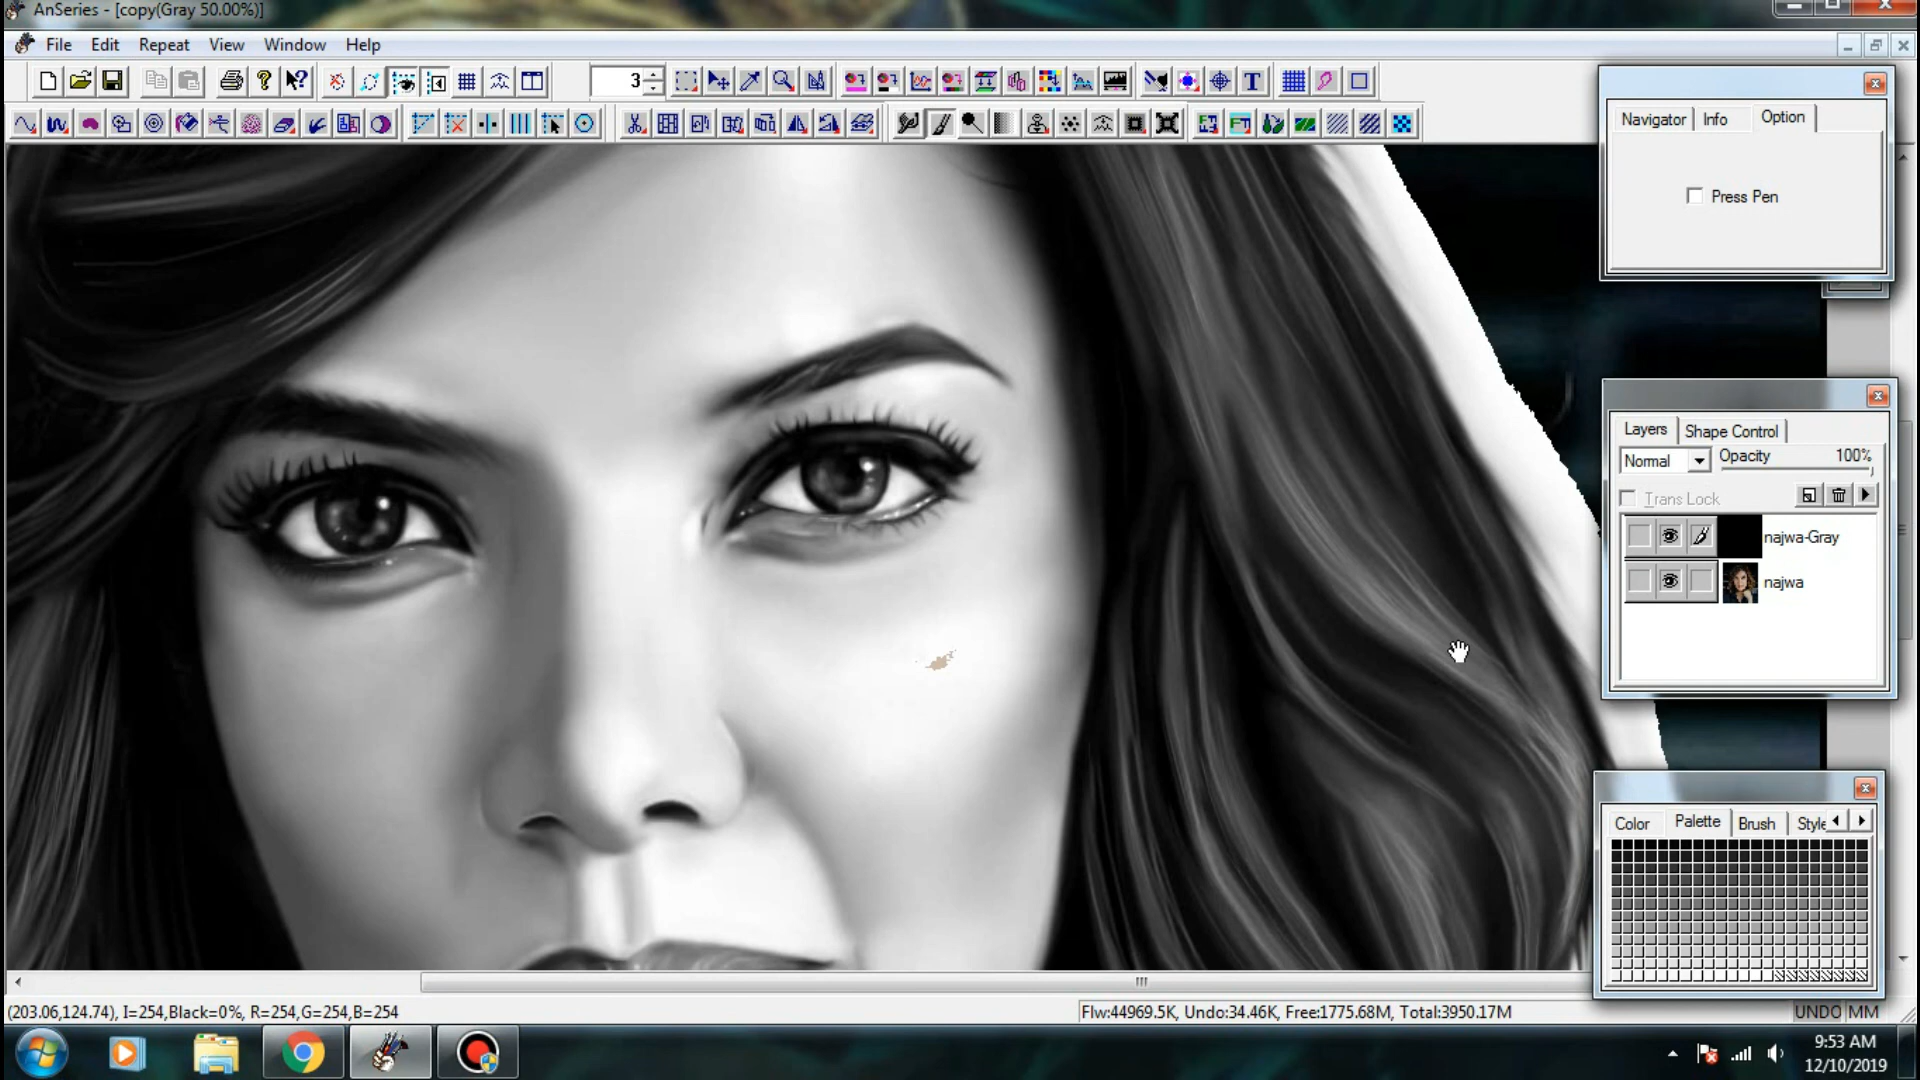 AnSeries - [copy(Gray 50.00%)]
File Edit Repeat View Window Help
3
Navigator Info Option
Press Pen
Layers Shape Control
Normal Opacity 100%
Trans Lock
najwa-Gray
najwa
Color Palette Brush Style
(203.06,124.74), I=254,Black=0%, R=254,G=254,B=254
Flw:44969.5K, Undo:34.46K, Free:1775.68M, Total:3950.17M
UNDO MM
9:53 AM
12/10/2019